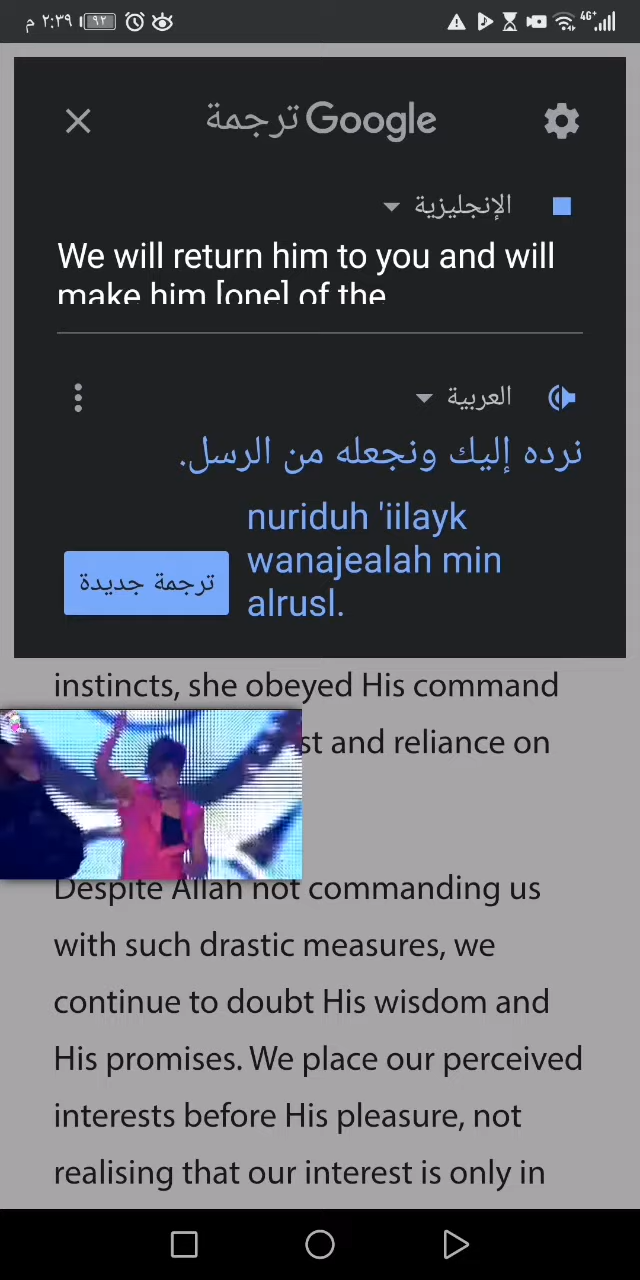 م ٢:٣٩
٩٢
4G+
Google ترجمة
الإنجليزية
We will return him to you and will
make him [one] of the
العربية
نرده إليك ونجعله من الرسل.
nuriduh 'iilayk
wanajealah min
alrusl.
ترجمة جديدة
instincts, she obeyed His command
st and reliance on
Despite Allah not commanding us
with such drastic measures, we
continue to doubt His wisdom and
His promises. We place our perceived
interests before His pleasure, not
realising that our interest is only in